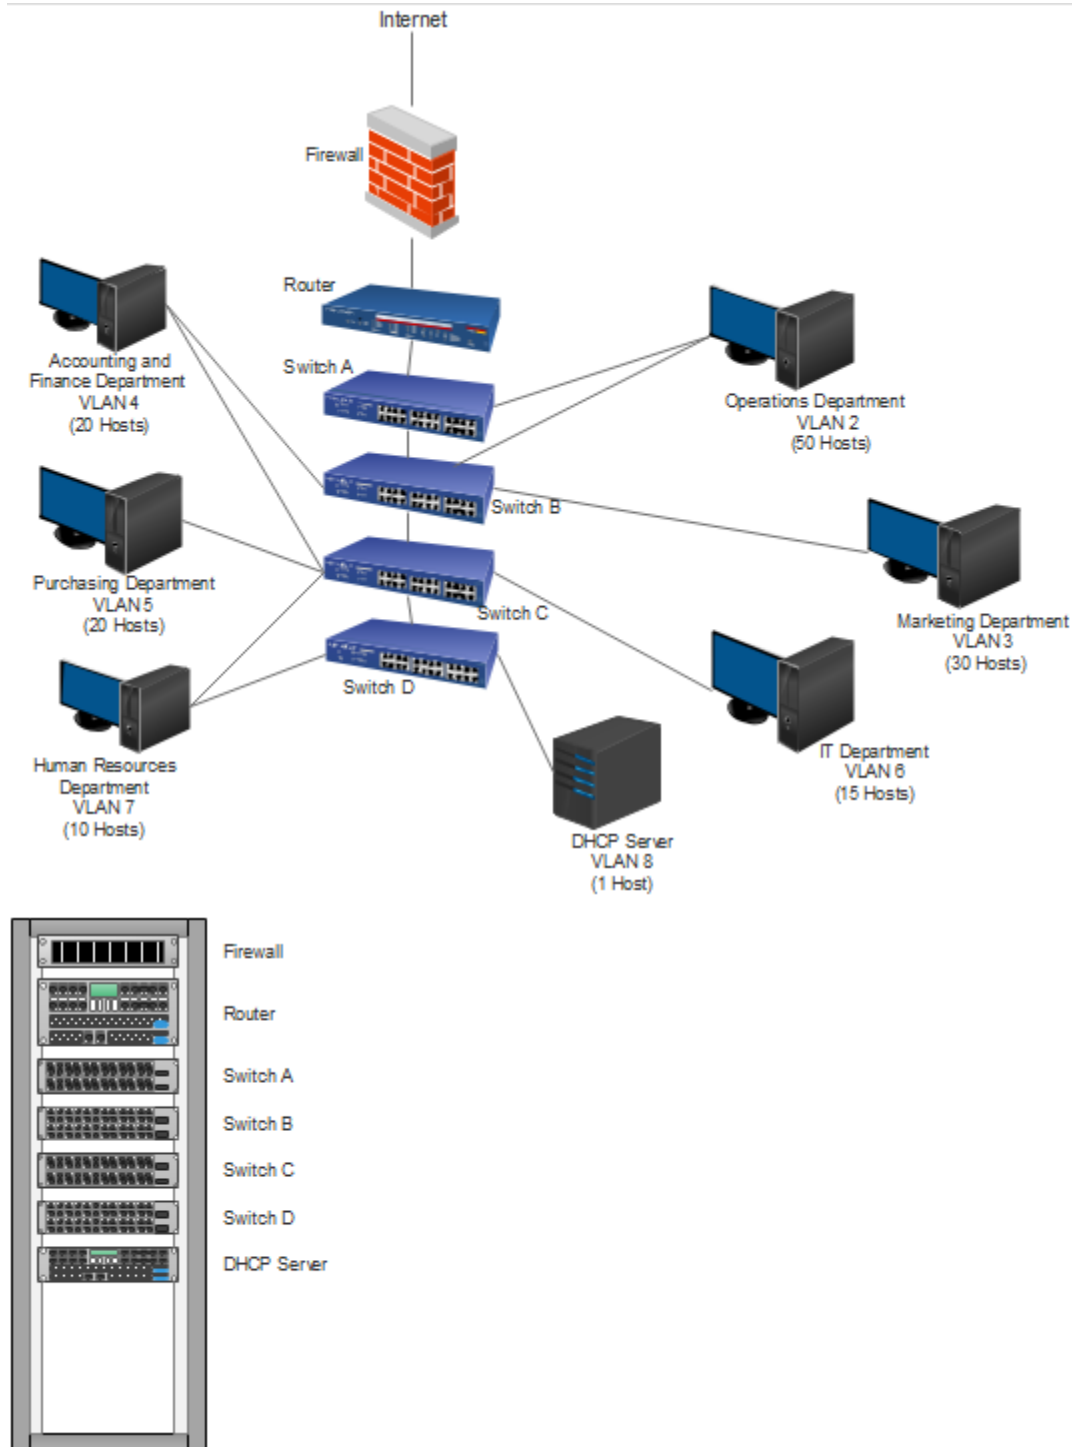 Internet
Firewall
Router
Switch A
Accounting and
Finance Department
VLAN 4
(20 Hosts)
Operations Department
VLAN 2
(50 Hosts)
Switch B
Purchasing Department
VLAN 5
(20 Hosts)
Switch C
Marketing Department
VLAN 3
(30 Hosts)
Switch D
Human Resources
Department
VLAN 7
(10 Hosts)
IT Department
VLAN 6
(15 Hosts)
DHCP Server
VLAN 8
(1 Host)
Firewall
Router
Switch A
Switch B
Switch C
Switch D
DHCP Server